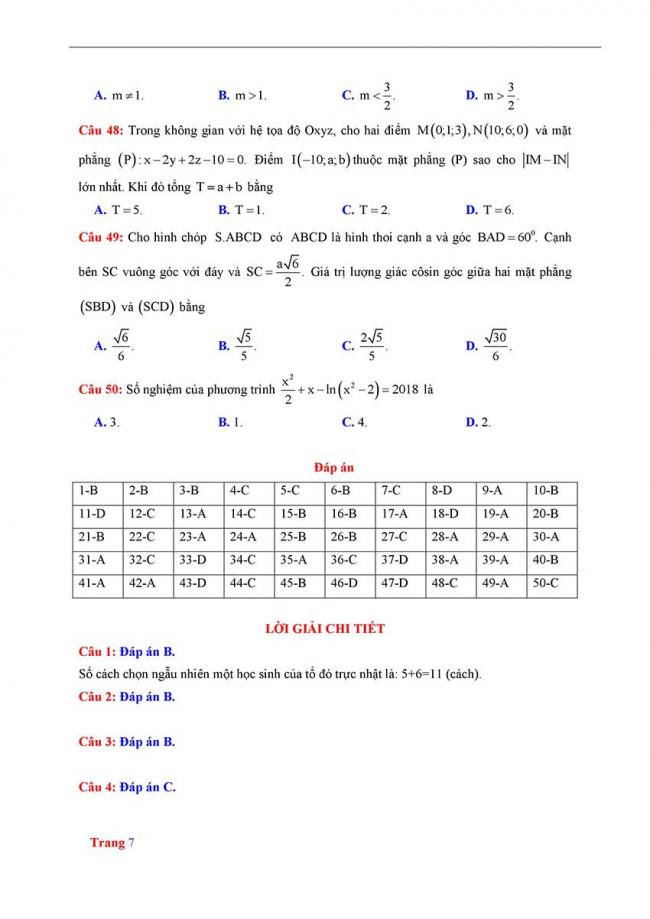 A. m ≠ 1. B. m > 1. C. m < 3/2. D. m > 3/2.
Câu 48: Trong không gian với hệ tọa độ Oxyz, cho hai điểm M(0;1;3), N(10;6;0) và mặt
phẳng (P): x − 2y + 2z − 10 = 0. Điểm I(−10; a; b) thuộc mặt phẳng (P) sao cho |IM − IN|
lớn nhất. Khi đó tổng T = a + b bằng
A. T = 5. B. T = 1. C. T = 2. D. T = 6.
Câu 49: Cho hình chóp S.ABCD có ABCD là hình thoi cạnh a và góc BAD = 60⁰. Cạnh
bên SC vuông góc với đáy và SC = a√6/2. Giá trị lượng giác côsin góc giữa hai mặt phẳng
(SBD) và (SCD) bằng
A. √6/6. B. √5/5. C. 2√5/5. D. √30/6.
Câu 50: Số nghiệm của phương trình x²/2 + x − ln(x² − 2) = 2018 là
A. 3. B. 1. C. 4. D. 2.
Đáp án
1-B 2-B 3-B 4-C 5-C 6-B 7-C 8-D 9-A 10-B
11-D 12-C 13-A 14-C 15-B 16-B 17-A 18-D 19-A 20-B
21-B 22-C 23-A 24-A 25-B 26-B 27-C 28-A 29-A 30-A
31-A 32-C 33-D 34-C 35-A 36-C 37-D 38-A 39-A 40-B
41-A 42-A 43-D 44-C 45-B 46-D 47-D 48-C 49-A 50-C
LỜI GIẢI CHI TIẾT
Câu 1: Đáp án B.
Số cách chọn ngẫu nhiên một học sinh của tổ đó trực nhật là: 5+6=11 (cách).
Câu 2: Đáp án B.
Câu 3: Đáp án B.
Câu 4: Đáp án C.
Trang 7